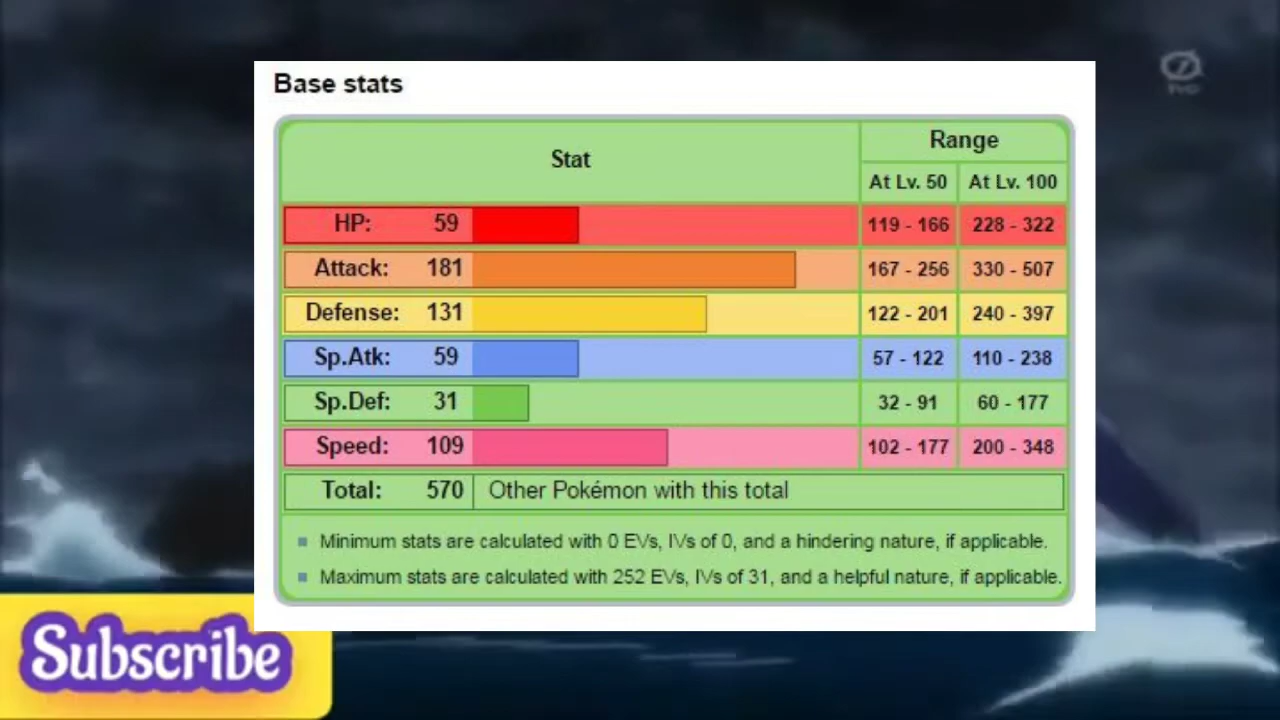 Base stats
Stat
Range
At Lv. 50 At Lv. 100
HP: 59 119 - 166 228 - 322
Attack: 181 167 - 256 330 - 507
Defense: 131 122 - 201 240 - 397
Sp.Atk: 59 57 - 122 110 - 238
Sp.Def: 31 32 - 91 60 - 177
Speed: 109 102 - 177 200 - 348
Total: 570 Other Pokémon with this total
Minimum stats are calculated with 0 EVs, IVs of 0, and a hindering nature, if applicable.
Maximum stats are calculated with 252 EVs, IVs of 31, and a helpful nature, if applicable.
Subscribe